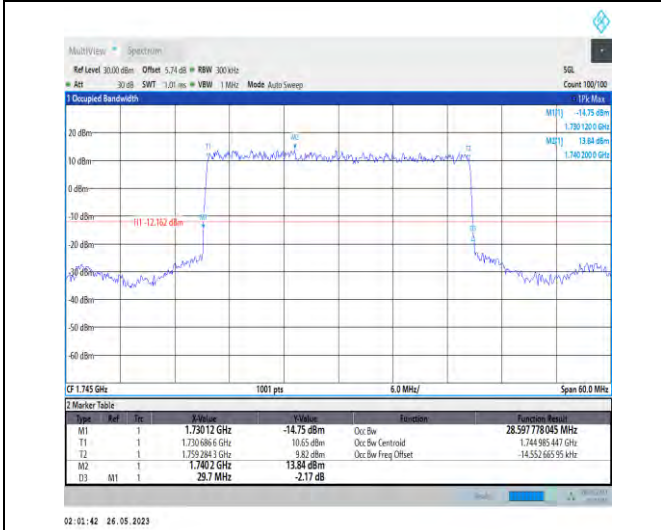 MultiView Spectrum
Ref Level 30.00 dBm Offset 5.74 dB RBW 300 kHz SGL
Att 30 dB SWT 1.01 ms VBW 1 MHz Mode Auto Sweep Count 100/100
1 Occupied Bandwidth 1Pk Max
M1[1] -14.75 dBm
1.730 120 0 GHz
M2[1] 13.84 dBm
1.740 200 0 GHz
20 dBm
M2
T1 T2
10 dBm
0 dBm
-10 dBm
H1 -12.162 dBm
M1
D3
-20 dBm
-30 dBm
-40 dBm
-50 dBm
-60 dBm
CF 1.745 GHz 1001 pts 6.0 MHz/ Span 60.0 MHz
2 Marker Table
Type Ref Trc X-Value Y-Value Function Function Result
M1 1 1.73012 GHz -14.75 dBm Occ Bw 28.597 778 045 MHz
T1 1 1.730 686 6 GHz 10.65 dBm Occ Bw Centroid 1.744 985 447 GHz
T2 1 1.759 284 3 GHz 9.82 dBm Occ Bw Freq Offset -14.552 665 95 kHz
M2 1 1.7402 GHz 13.84 dBm
D3 M1 1 29.7 MHz -2.17 dB
Ready
02:01:42 26.05.2023